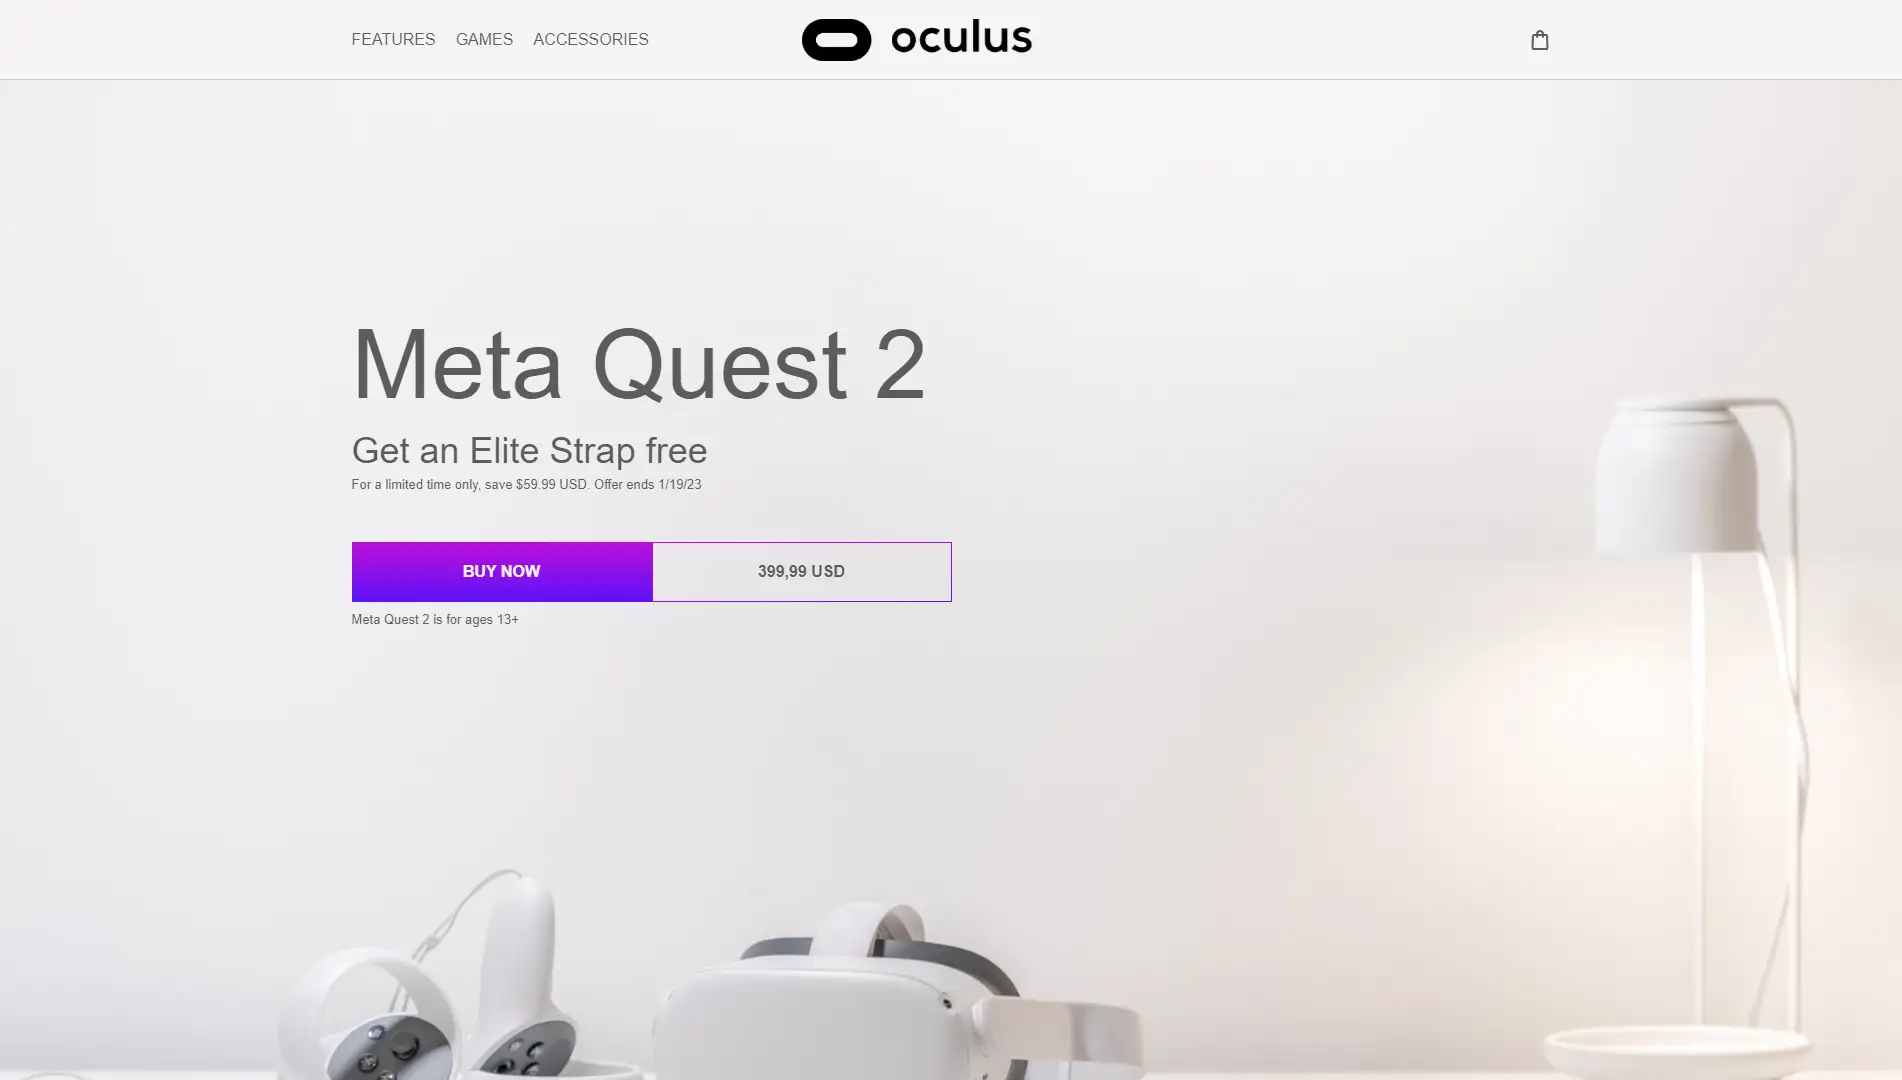 FEATURES GAMES ACCESSORIES oculus
Meta Quest 2
Get an Elite Strap free
For a limited time only, save $59.99 USD. Offer ends 1/19/23
BUY NOW 399,99 USD
Meta Quest 2 is for ages 13+